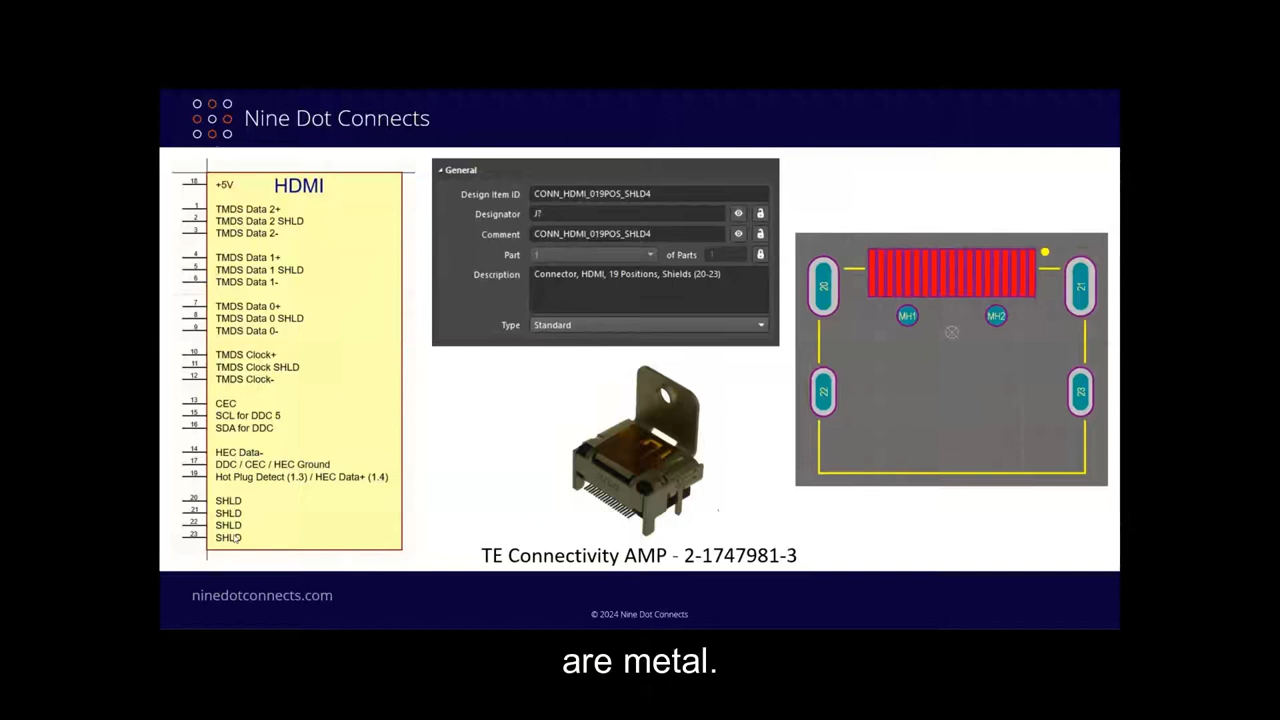 Nine Dot Connects
HDMI
18 +5V
1 TMDS Data 2+
2 TMDS Data 2 SHLD
3 TMDS Data 2-
4 TMDS Data 1+
5 TMDS Data 1 SHLD
6 TMDS Data 1-
7 TMDS Data 0+
8 TMDS Data 0 SHLD
9 TMDS Data 0-
10 TMDS Clock+
11 TMDS Clock SHLD
12 TMDS Clock-
13 CEC
15 SCL for DDC 5
16 SDA for DDC
14 HEC Data-
17 DDC / CEC / HEC Ground
19 Hot Plug Detect (1.3) / HEC Data+ (1.4)
20 SHLD
21 SHLD
22 SHLD
23 SHLD
General
Design Item ID CONN_HDMI_019POS_SHLD4
Designator J?
Comment CONN_HDMI_019POS_SHLD4
Part 1 of Parts 1
Description Connector, HDMI, 19 Positions, Shields (20-23)
Type Standard
20 21
MH1 MH2
22 23
TE Connectivity AMP - 2-1747981-3
ninedotconnects.com
© 2024 Nine Dot Connects
are metal.